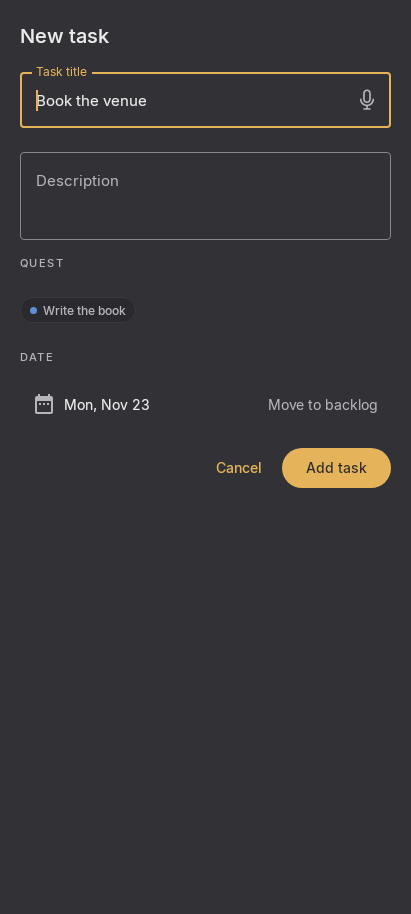 New task
Task title
Book the venue
Description
QUEST
Write the book
DATE
Mon, Nov 23 Move to backlog
Cancel Add task